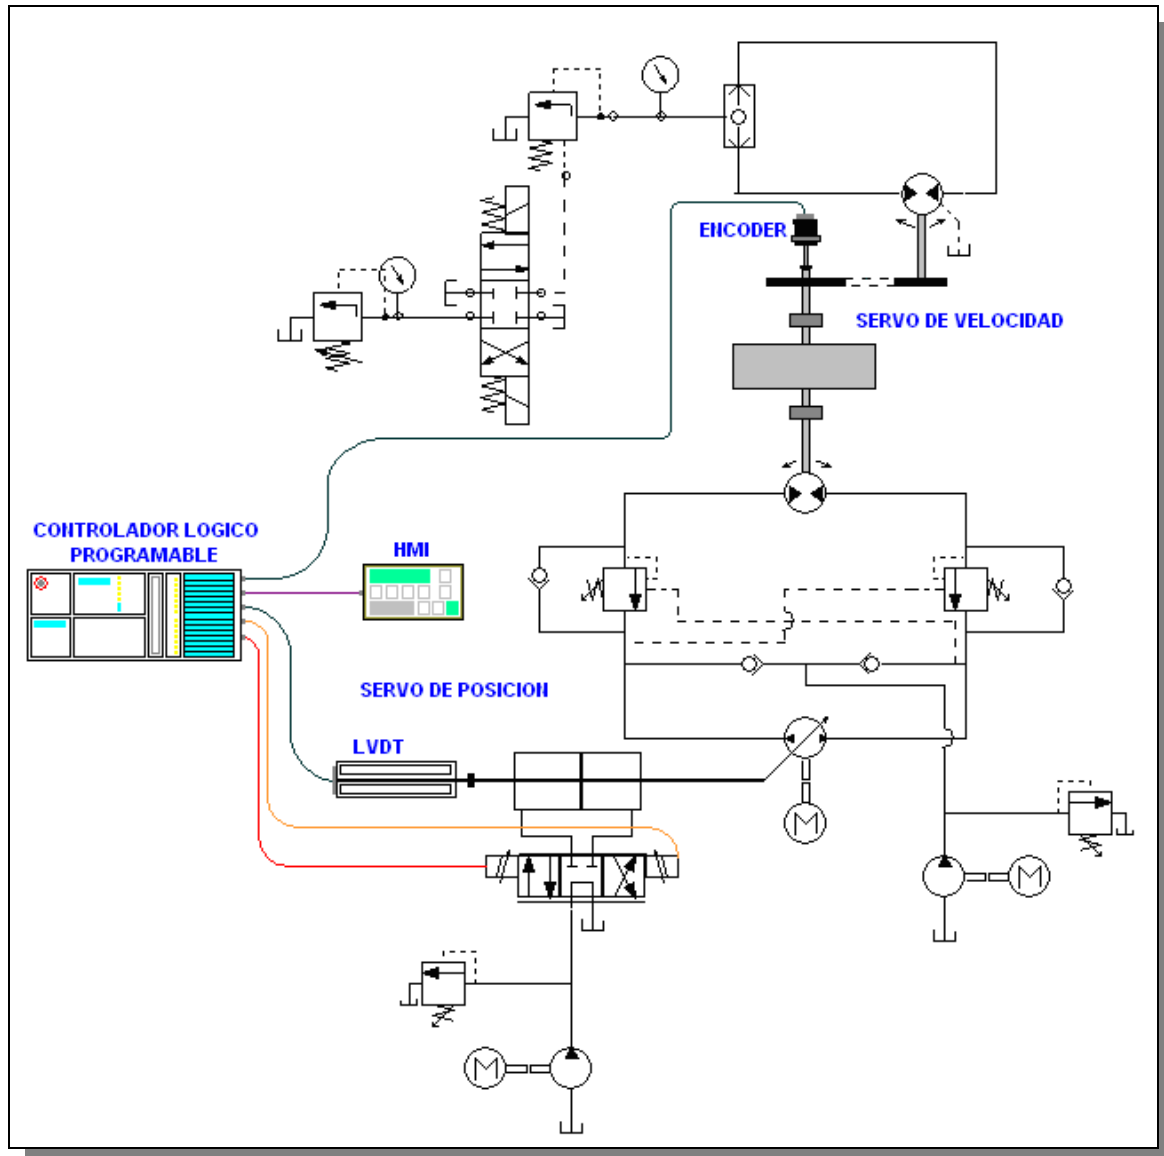 ENCODER
SERVO DE VELOCIDAD
CONTROLADOR LOGICO
PROGRAMABLE
HMI
SERVO DE POSICION
LVDT
M
M
M